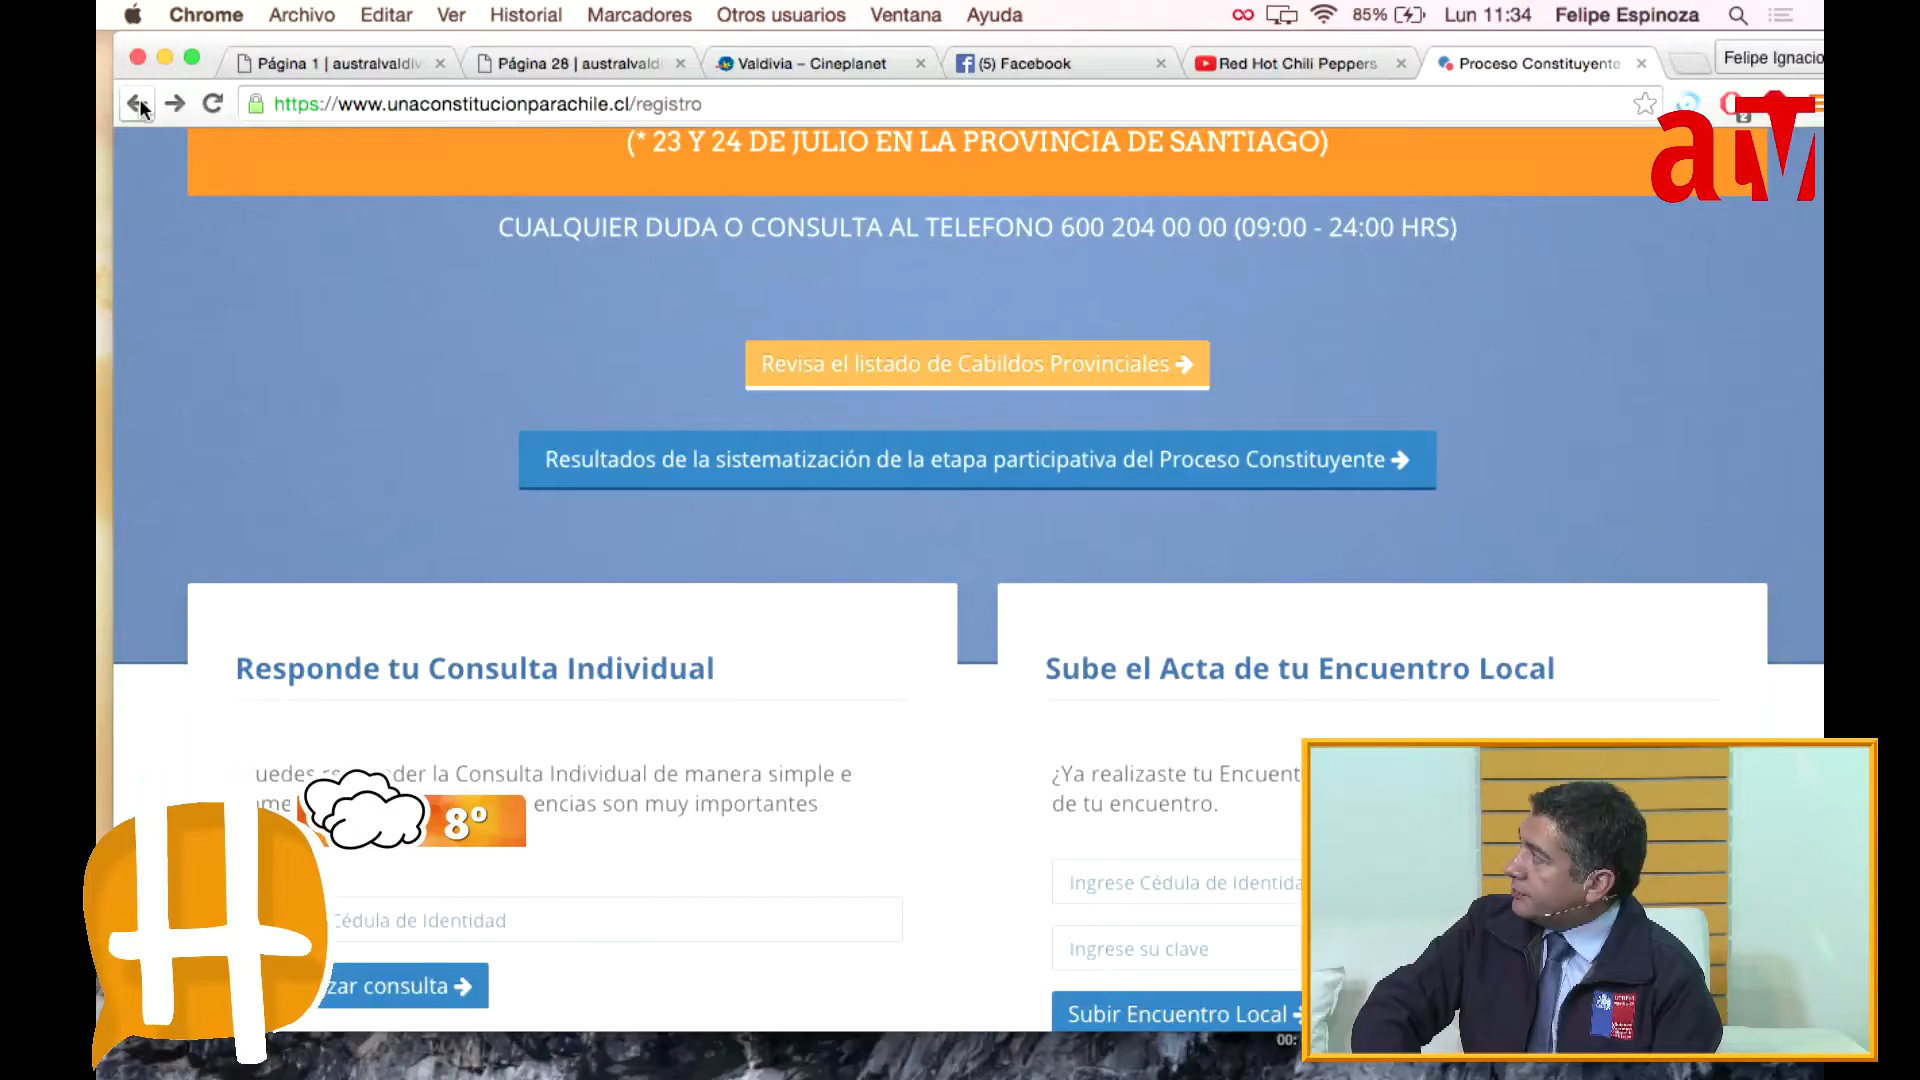 Chrome Archivo Editar Ver Historial Marcadores Otros usuarios Ventana Ayuda 85% Lun 11:34 Felipe Espinoza
Página 1 | australvaldiv Página 28 | australvaldi Valdivia – Cineplanet (5) Facebook Red Hot Chili Peppers Proceso Constituyente Felipe Ignacio
https://www.unaconstitucionparachile.cl/registro
atv
(* 23 Y 24 DE JULIO EN LA PROVINCIA DE SANTIAGO)
CUALQUIER DUDA O CONSULTA AL TELEFONO 600 204 00 00 (09:00 - 24:00 HRS)
Revisa el listado de Cabildos Provinciales
Resultados de la sistematización de la etapa participativa del Proceso Constituyente
Responde tu Consulta Individual
uedes der la Consulta Individual de manera simple e
encias son muy importantes
8º
Cédula de Identidad
zar consulta
Sube el Acta de tu Encuentro Local
¿Ya realizaste tu Encuent
de tu encuentro.
Ingrese Cédula de Identida
Ingrese su clave
Subir Encuentro Local
00: